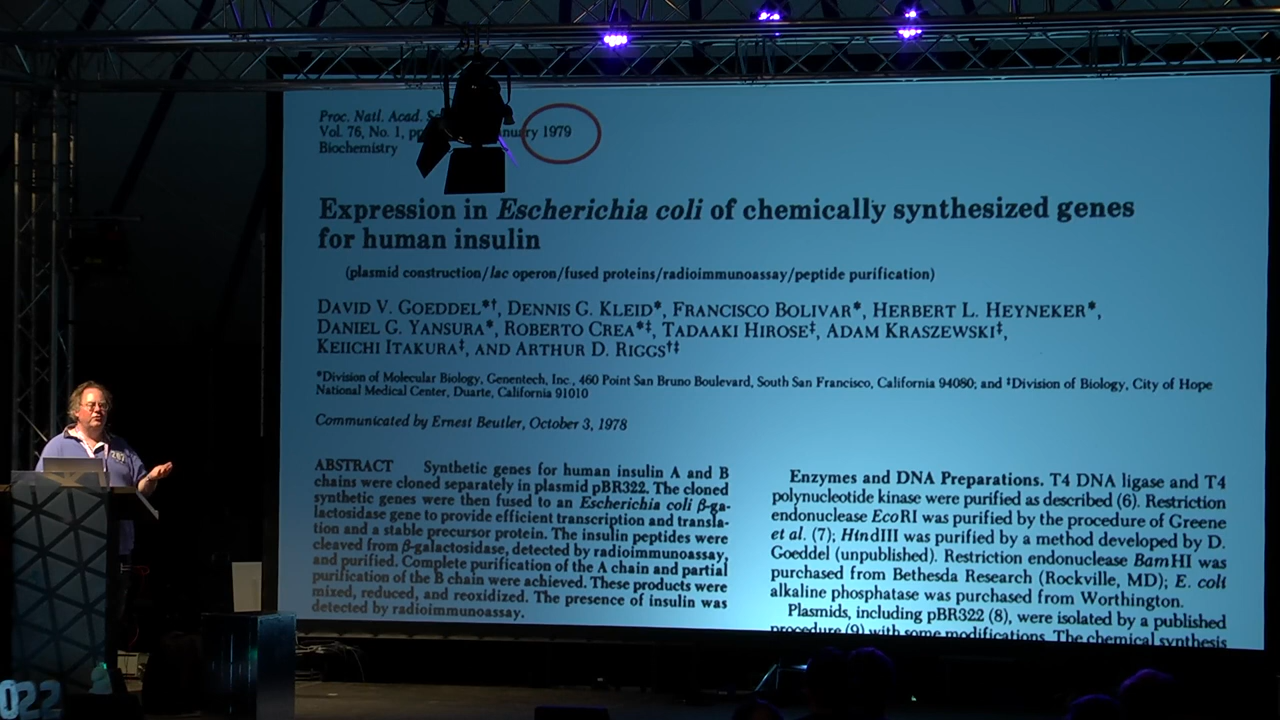 Proc. Natl. Acad. S
Vol. 76, No. 1, pp nuary 1979
Biochemistry
Expression in Escherichia coli of chemically synthesized genes
for human insulin
(plasmid construction/lac operon/fused proteins/radioimmunoassay/peptide purification)
DAVID V. GOEDDEL*†, DENNIS G. KLEID*, FRANCISCO BOLIVAR*, HERBERT L. HEYNEKER*,
DANIEL G. YANSURA*, ROBERTO CREA*‡, TADAAKI HIROSE‡, ADAM KRASZEWSKI‡,
KEIICHI ITAKURA‡, AND ARTHUR D. RIGGS†‡
*Division of Molecular Biology, Genentech, Inc., 460 Point San Bruno Boulevard, South San Francisco, California 94080; and ‡Division of Biology, City of Hope
National Medical Center, Duarte, California 91010
Communicated by Ernest Beutler, October 3, 1978
ABSTRACT Synthetic genes for human insulin A and B
chains were cloned separately in plasmid pBR322. The cloned
synthetic genes were then fused to an Escherichia coli β-ga-
lactosidase gene to provide efficient transcription and transla-
tion and a stable precursor protein. The insulin peptides were
cleaved from β-galactosidase, detected by radioimmunoassay,
and purified. Complete purification of the A chain and partial
purification of the B chain were achieved. These products were
mixed, reduced, and reoxidized. The presence of insulin was
detected by radioimmunoassay.
Enzymes and DNA Preparations. T4 DNA ligase and T4
polynucleotide kinase were purified as described (6). Restriction
endonuclease EcoRI was purified by the procedure of Greene
et al. (7); HindIII was purified by a method developed by D.
Goeddel (unpublished). Restriction endonuclease BamHI was
purchased from Bethesda Research (Rockville, MD); E. coli
alkaline phosphatase was purchased from Worthington.
Plasmids, including pBR322 (8), were isolated by a published
procedure (9) with some modifications. The chemical synthesis
022